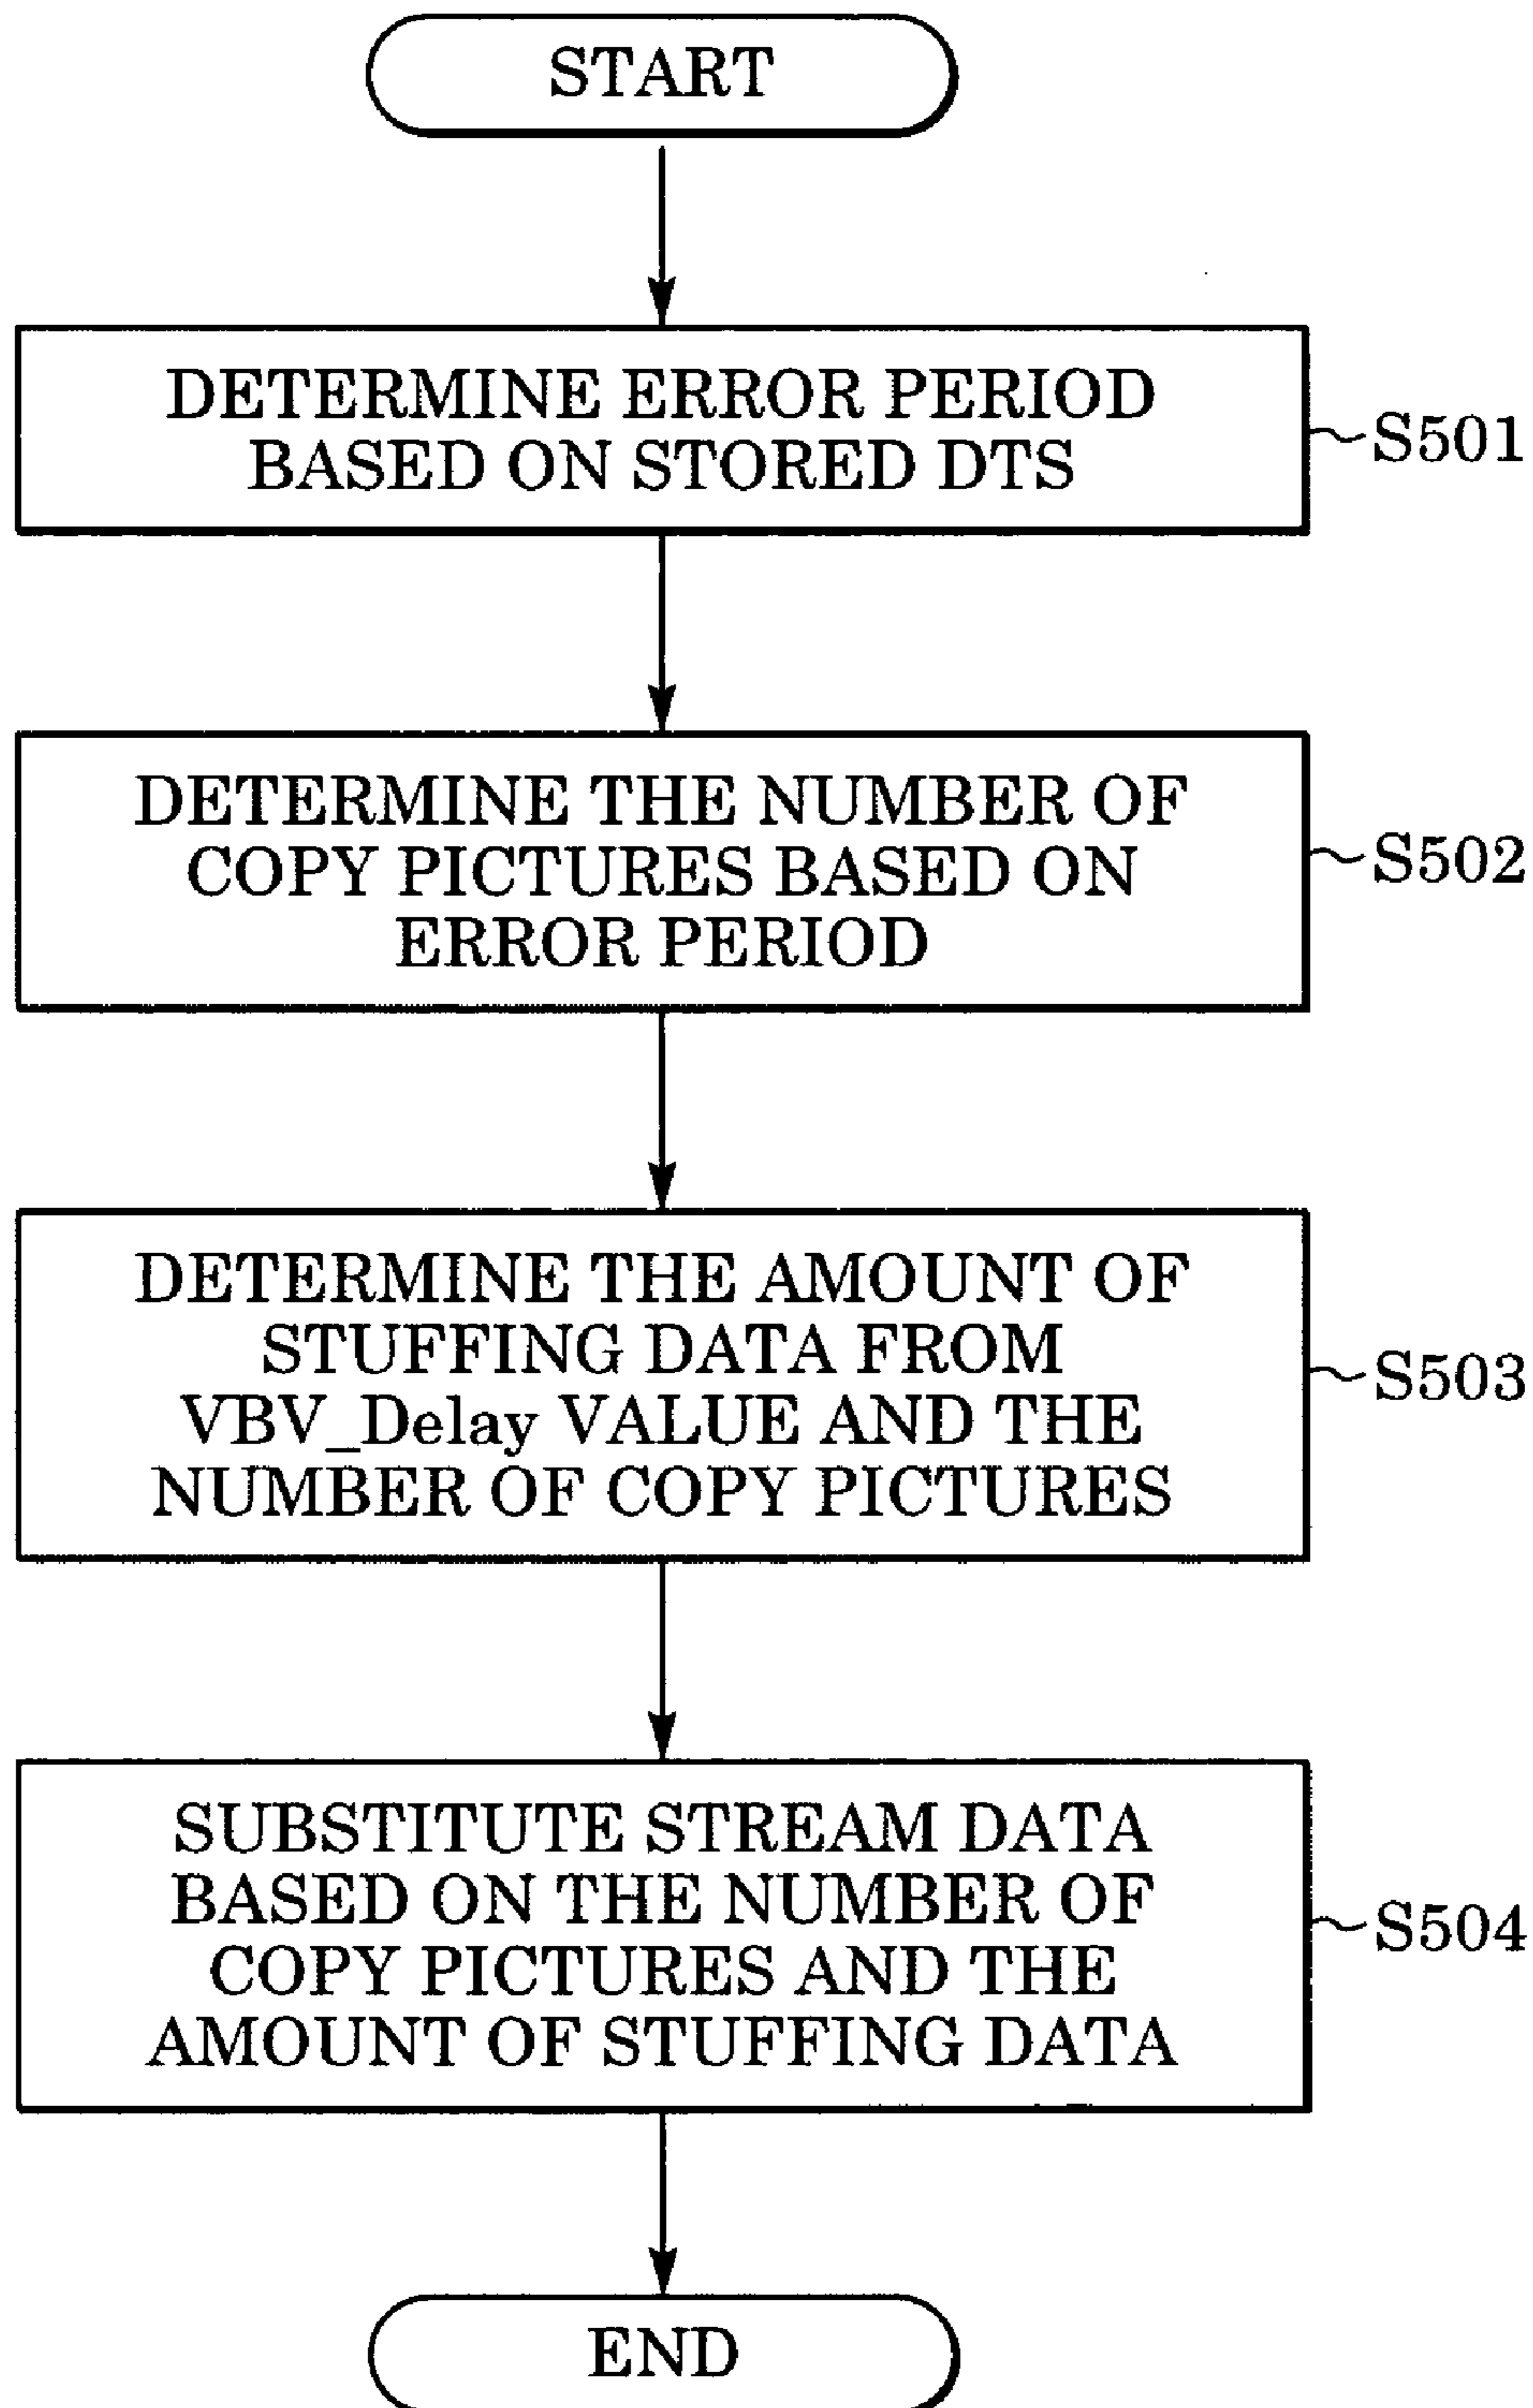 START
DETERMINE ERROR PERIOD
BASED ON STORED DTS
S501
DETERMINE THE NUMBER OF
COPY PICTURES BASED ON
ERROR PERIOD
S502
DETERMINE THE AMOUNT OF
STUFFING DATA FROM
VBV_Delay VALUE AND THE
NUMBER OF COPY PICTURES
S503
SUBSTITUTE STREAM DATA
BASED ON THE NUMBER OF
COPY PICTURES AND THE
AMOUNT OF STUFFING DATA
S504
END